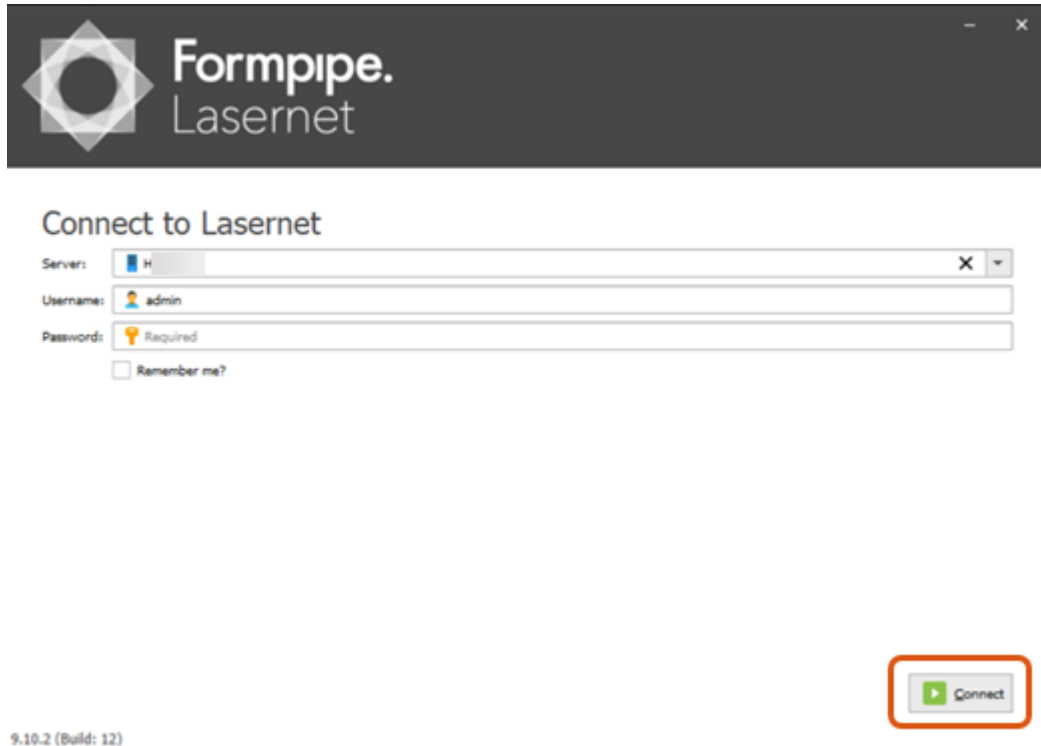 Formpipe.
Lasernet
Connect to Lasernet
Server: H
Username: admin
Password: Required
Remember me?
Connect
9.10.2 (Build: 12)